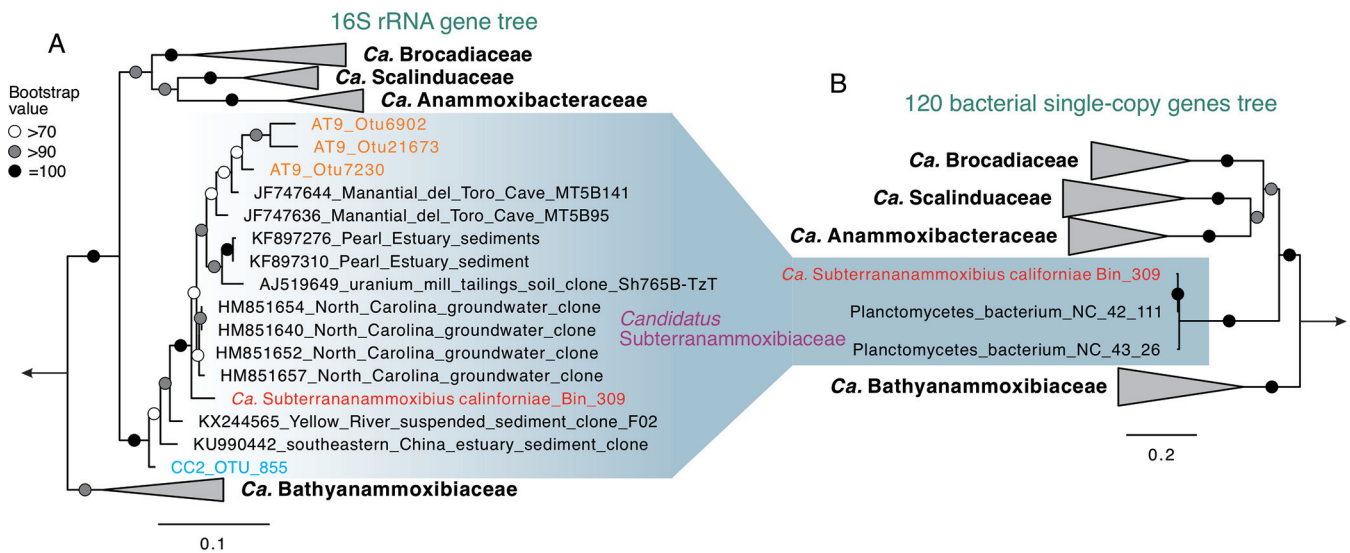 A
16S rRNA gene tree
Bootstrap
value
>70
>90
=100
Ca. Brocadiaceae
Ca. Scalinduaceae
Ca. Anammoxibacteraceae
AT9_Otu6902
AT9_Otu21673
AT9_Otu7230
JF747644_Manantial_del_Toro_Cave_MT5B141
JF747636_Manantial_del_Toro_Cave_MT5B95
KF897276_Pearl_Estuary_sediments
KF897310_Pearl_Estuary_sediment
AJ519649_uranium_mill_tailings_soil_clone_Sh765B-TzT
HM851654_North_Carolina_groundwater_clone
HM851640_North_Carolina_groundwater_clone
HM851652_North_Carolina_groundwater_clone
HM851657_North_Carolina_groundwater_clone
Ca. Subterrananammoxibius calinforniae_Bin_309
KX244565_Yellow_River_suspended_sediment_clone_F02
KU990442_southeastern_China_estuary_sediment_clone
CC2_OTU_855
Ca. Bathyanammoxibiaceae
0.1
Candidatus
Subterranammoxibiaceae
B
120 bacterial single-copy genes tree
Ca. Brocadiaceae
Ca. Scalinduaceae
Ca. Anammoxibacteraceae
Ca. Subterrananammoxibius californiae Bin_309
Planctomycetes_bacterium_NC_42_111
Planctomycetes_bacterium_NC_43_26
Ca. Bathyanammoxibiaceae
0.2